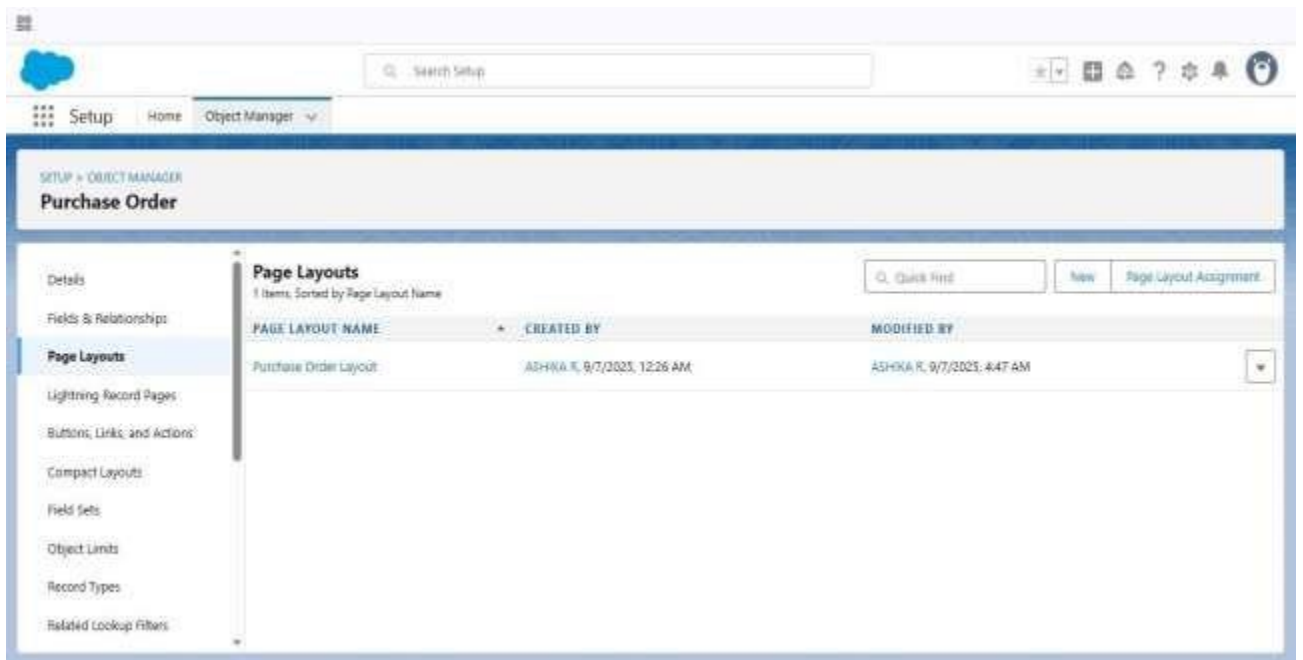 Search Setup
Setup Home Object Manager
SETUP > OBJECT MANAGER
Purchase Order
Details
Fields & Relationships
Page Layouts
Lightning Record Pages
Buttons, Links, and Actions
Compact Layouts
Field Sets
Object Limits
Record Types
Related Lookup Filters
Page Layouts
1 Items, Sorted by Page Layout Name
Quick Find
New Page Layout Assignment
PAGE LAYOUT NAME CREATED BY MODIFIED BY
Purchase Order Layout ASHIKA R, 9/7/2025, 12:26 AM ASHIKA R, 9/7/2025, 4:47 AM